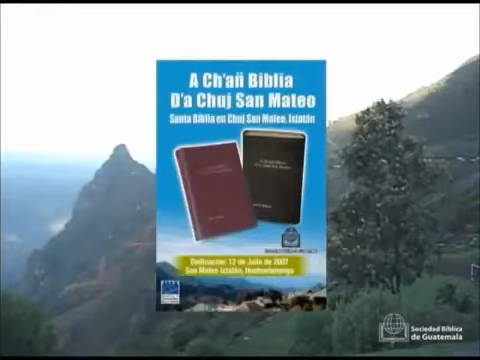 A Ch'añ Biblia
D'a Chuj San Mateo
Santa Biblia en Chuj San Mateo, Ixtatán
Dedicación: 12 de Julio de 2007
San Mateo Ixtatán, Huehuetenango
Sociedad Bíblica
de Guatemala